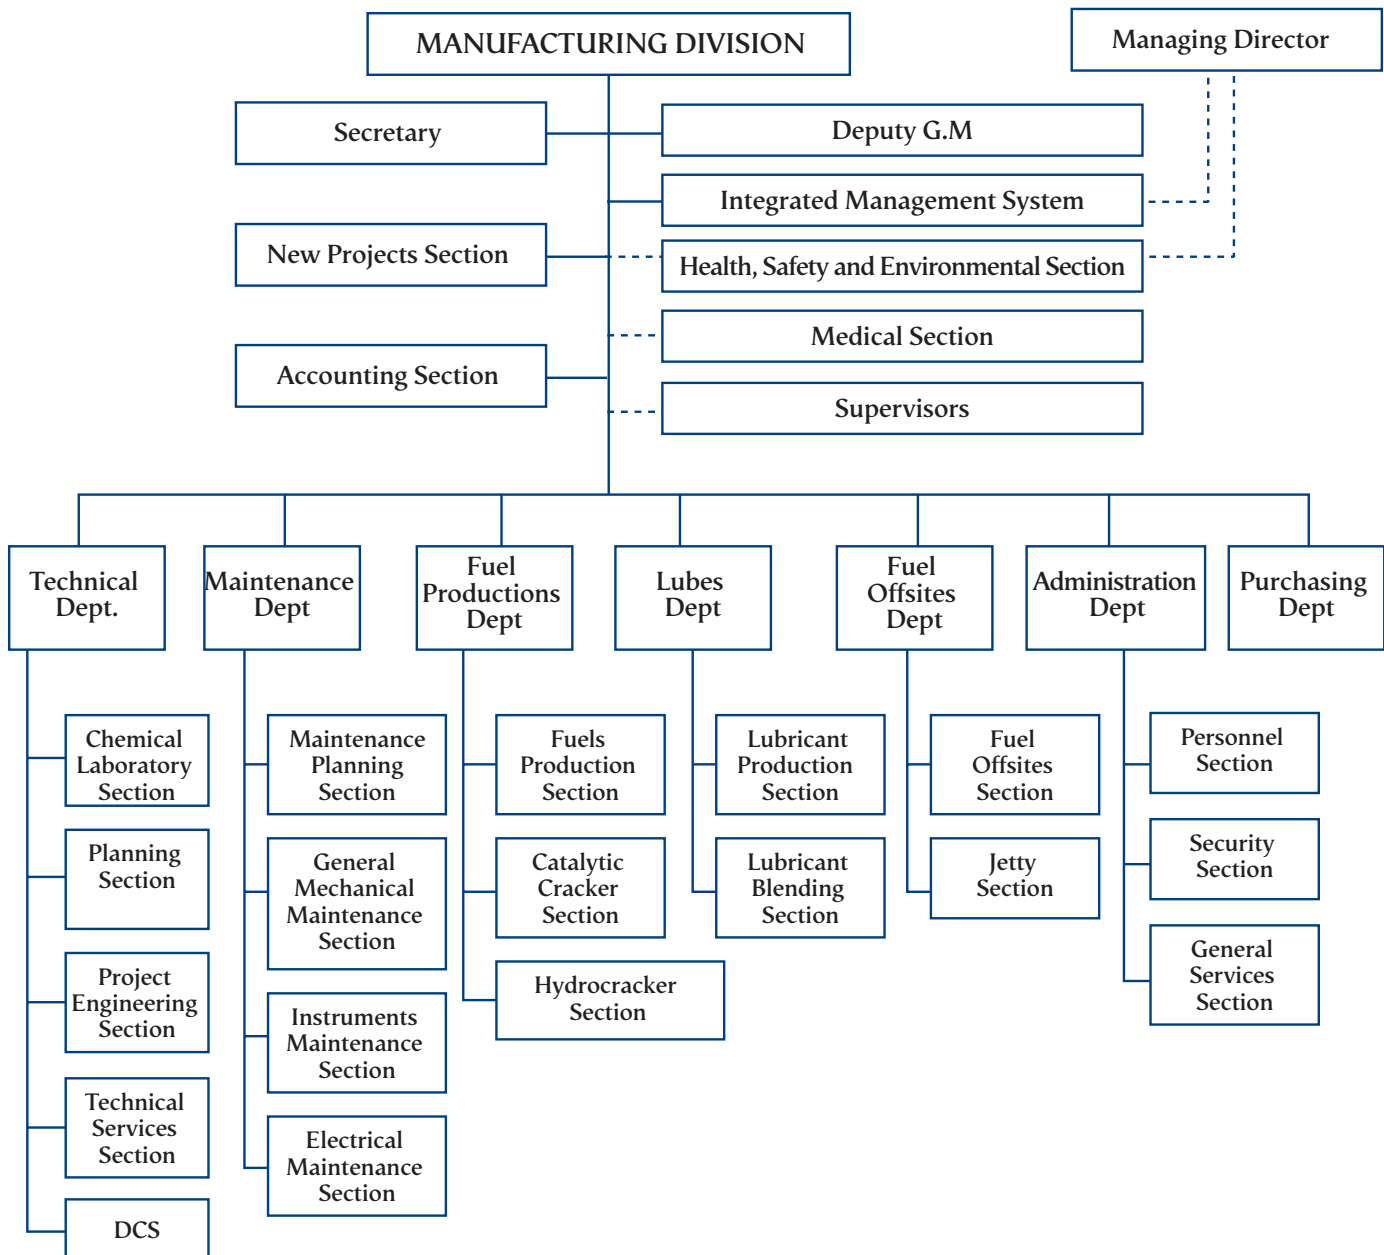 MANUFACTURING DIVISION
Managing Director
Secretary
Deputy G.M
Integrated Management System
New Projects Section
Health, Safety and Environmental Section
Medical Section
Accounting Section
Supervisors
Technical
Dept.
Maintenance
Dept
Fuel
Productions
Dept
Lubes
Dept
Fuel
Offsites
Dept
Administration
Dept
Purchasing
Dept
Chemical
Laboratory
Section
Planning
Section
Project
Engineering
Section
Technical
Services
Section
DCS
Maintenance
Planning
Section
General
Mechanical
Maintenance
Section
Instruments
Maintenance
Section
Electrical
Maintenance
Section
Fuels
Production
Section
Catalytic
Cracker
Section
Hydrocracker
Section
Lubricant
Production
Section
Lubricant
Blending
Section
Fuel
Offsites
Section
Jetty
Section
Personnel
Section
Security
Section
General
Services
Section